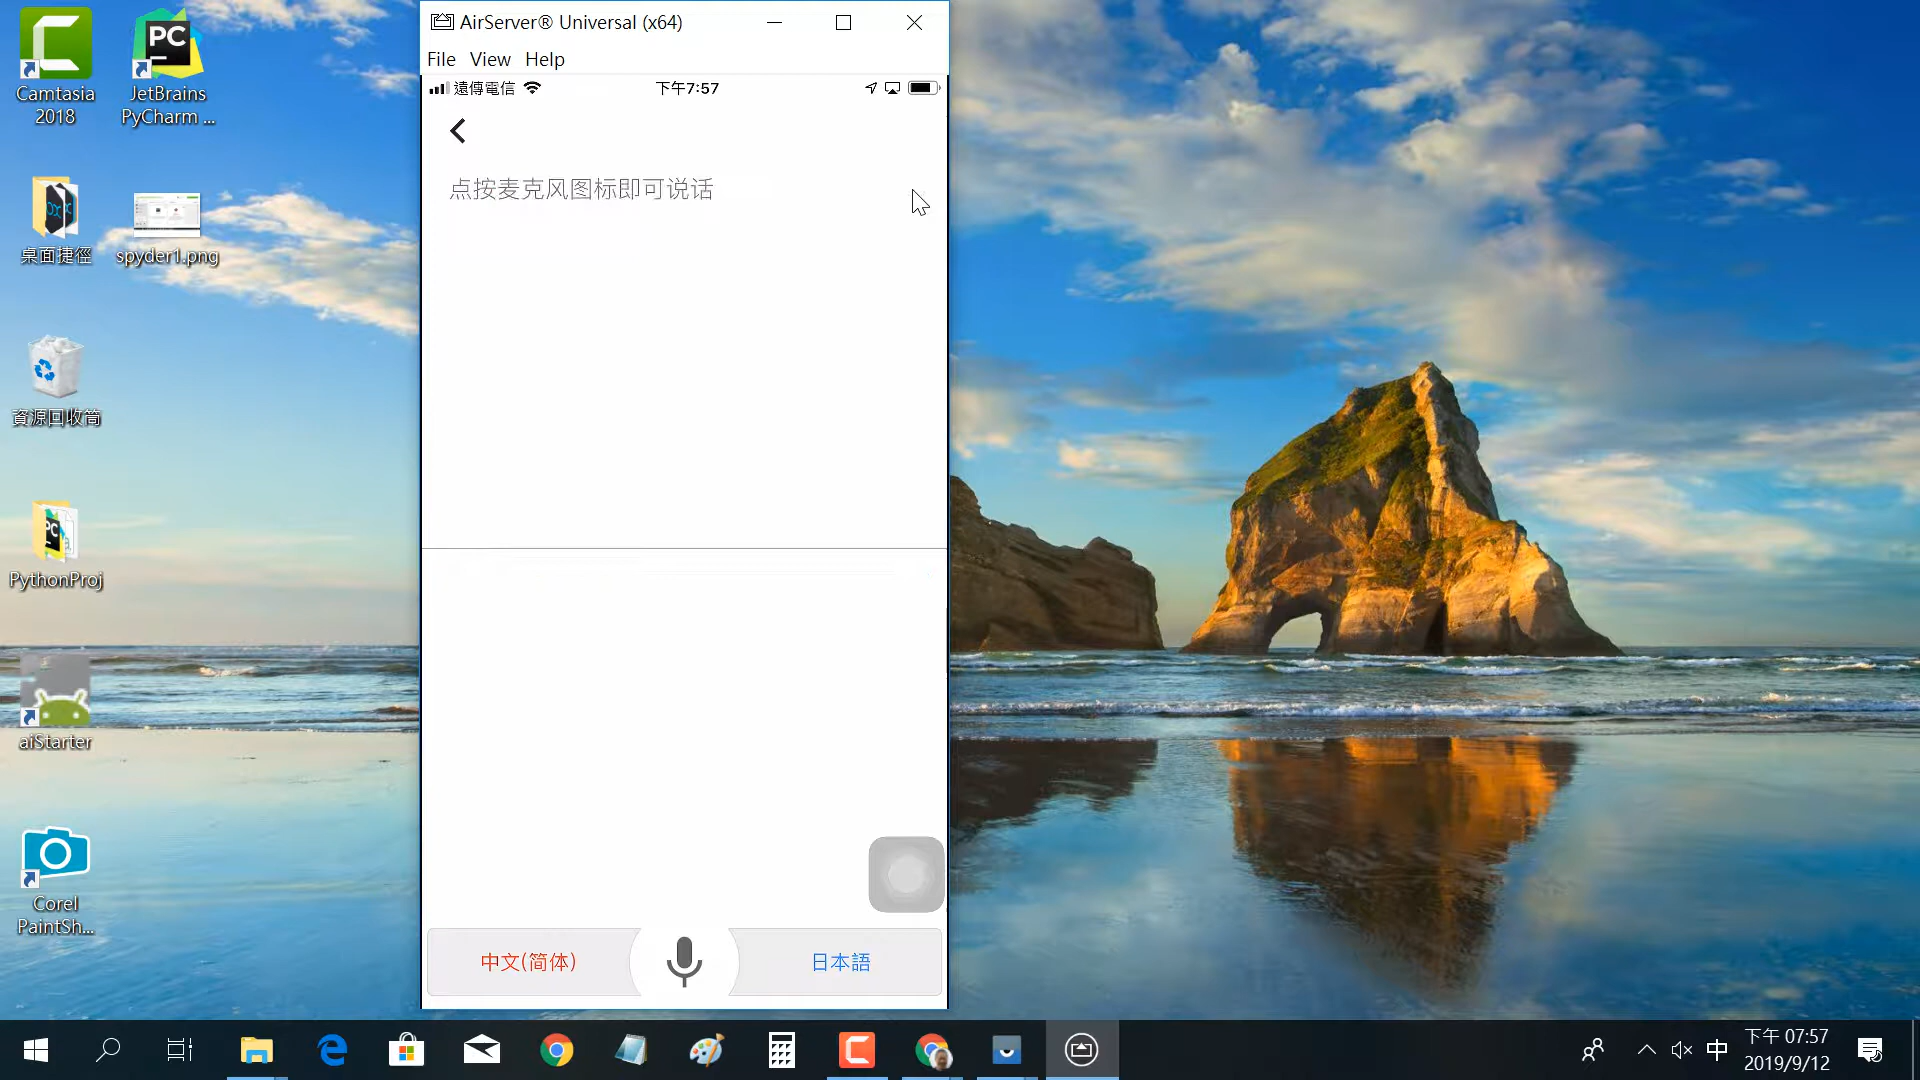 Camtasia
2018
PC
JetBrains
PyCharm ...
桌面捷徑
spyder1.png
資源回收筒
PC
PythonProj
aiStarter
Corel
PaintSh...
AirServer® Universal (x64)
File View Help
遠傳電信
下午7:57
点按麦克风图标即可说话
中文(简体)
日本語
中
下午 07:57
2019/9/12